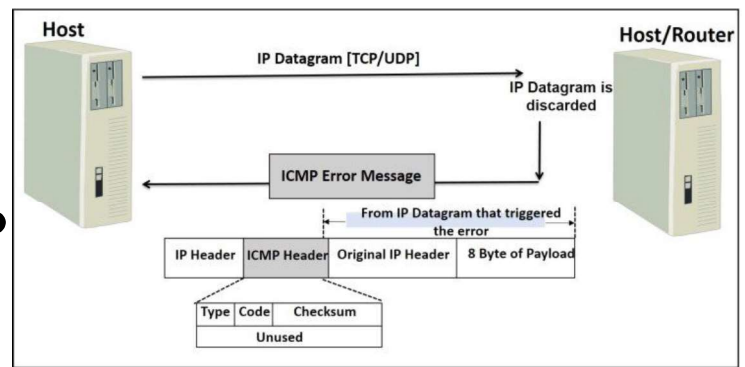 Host
Host/Router
IP Datagram [TCP/UDP]
IP Datagram is
discarded
ICMP Error Message
From IP Datagram that triggered
the error
IP Header
ICMP Header
Original IP Header
8 Byte of Payload
Type
Code
Checksum
Unused